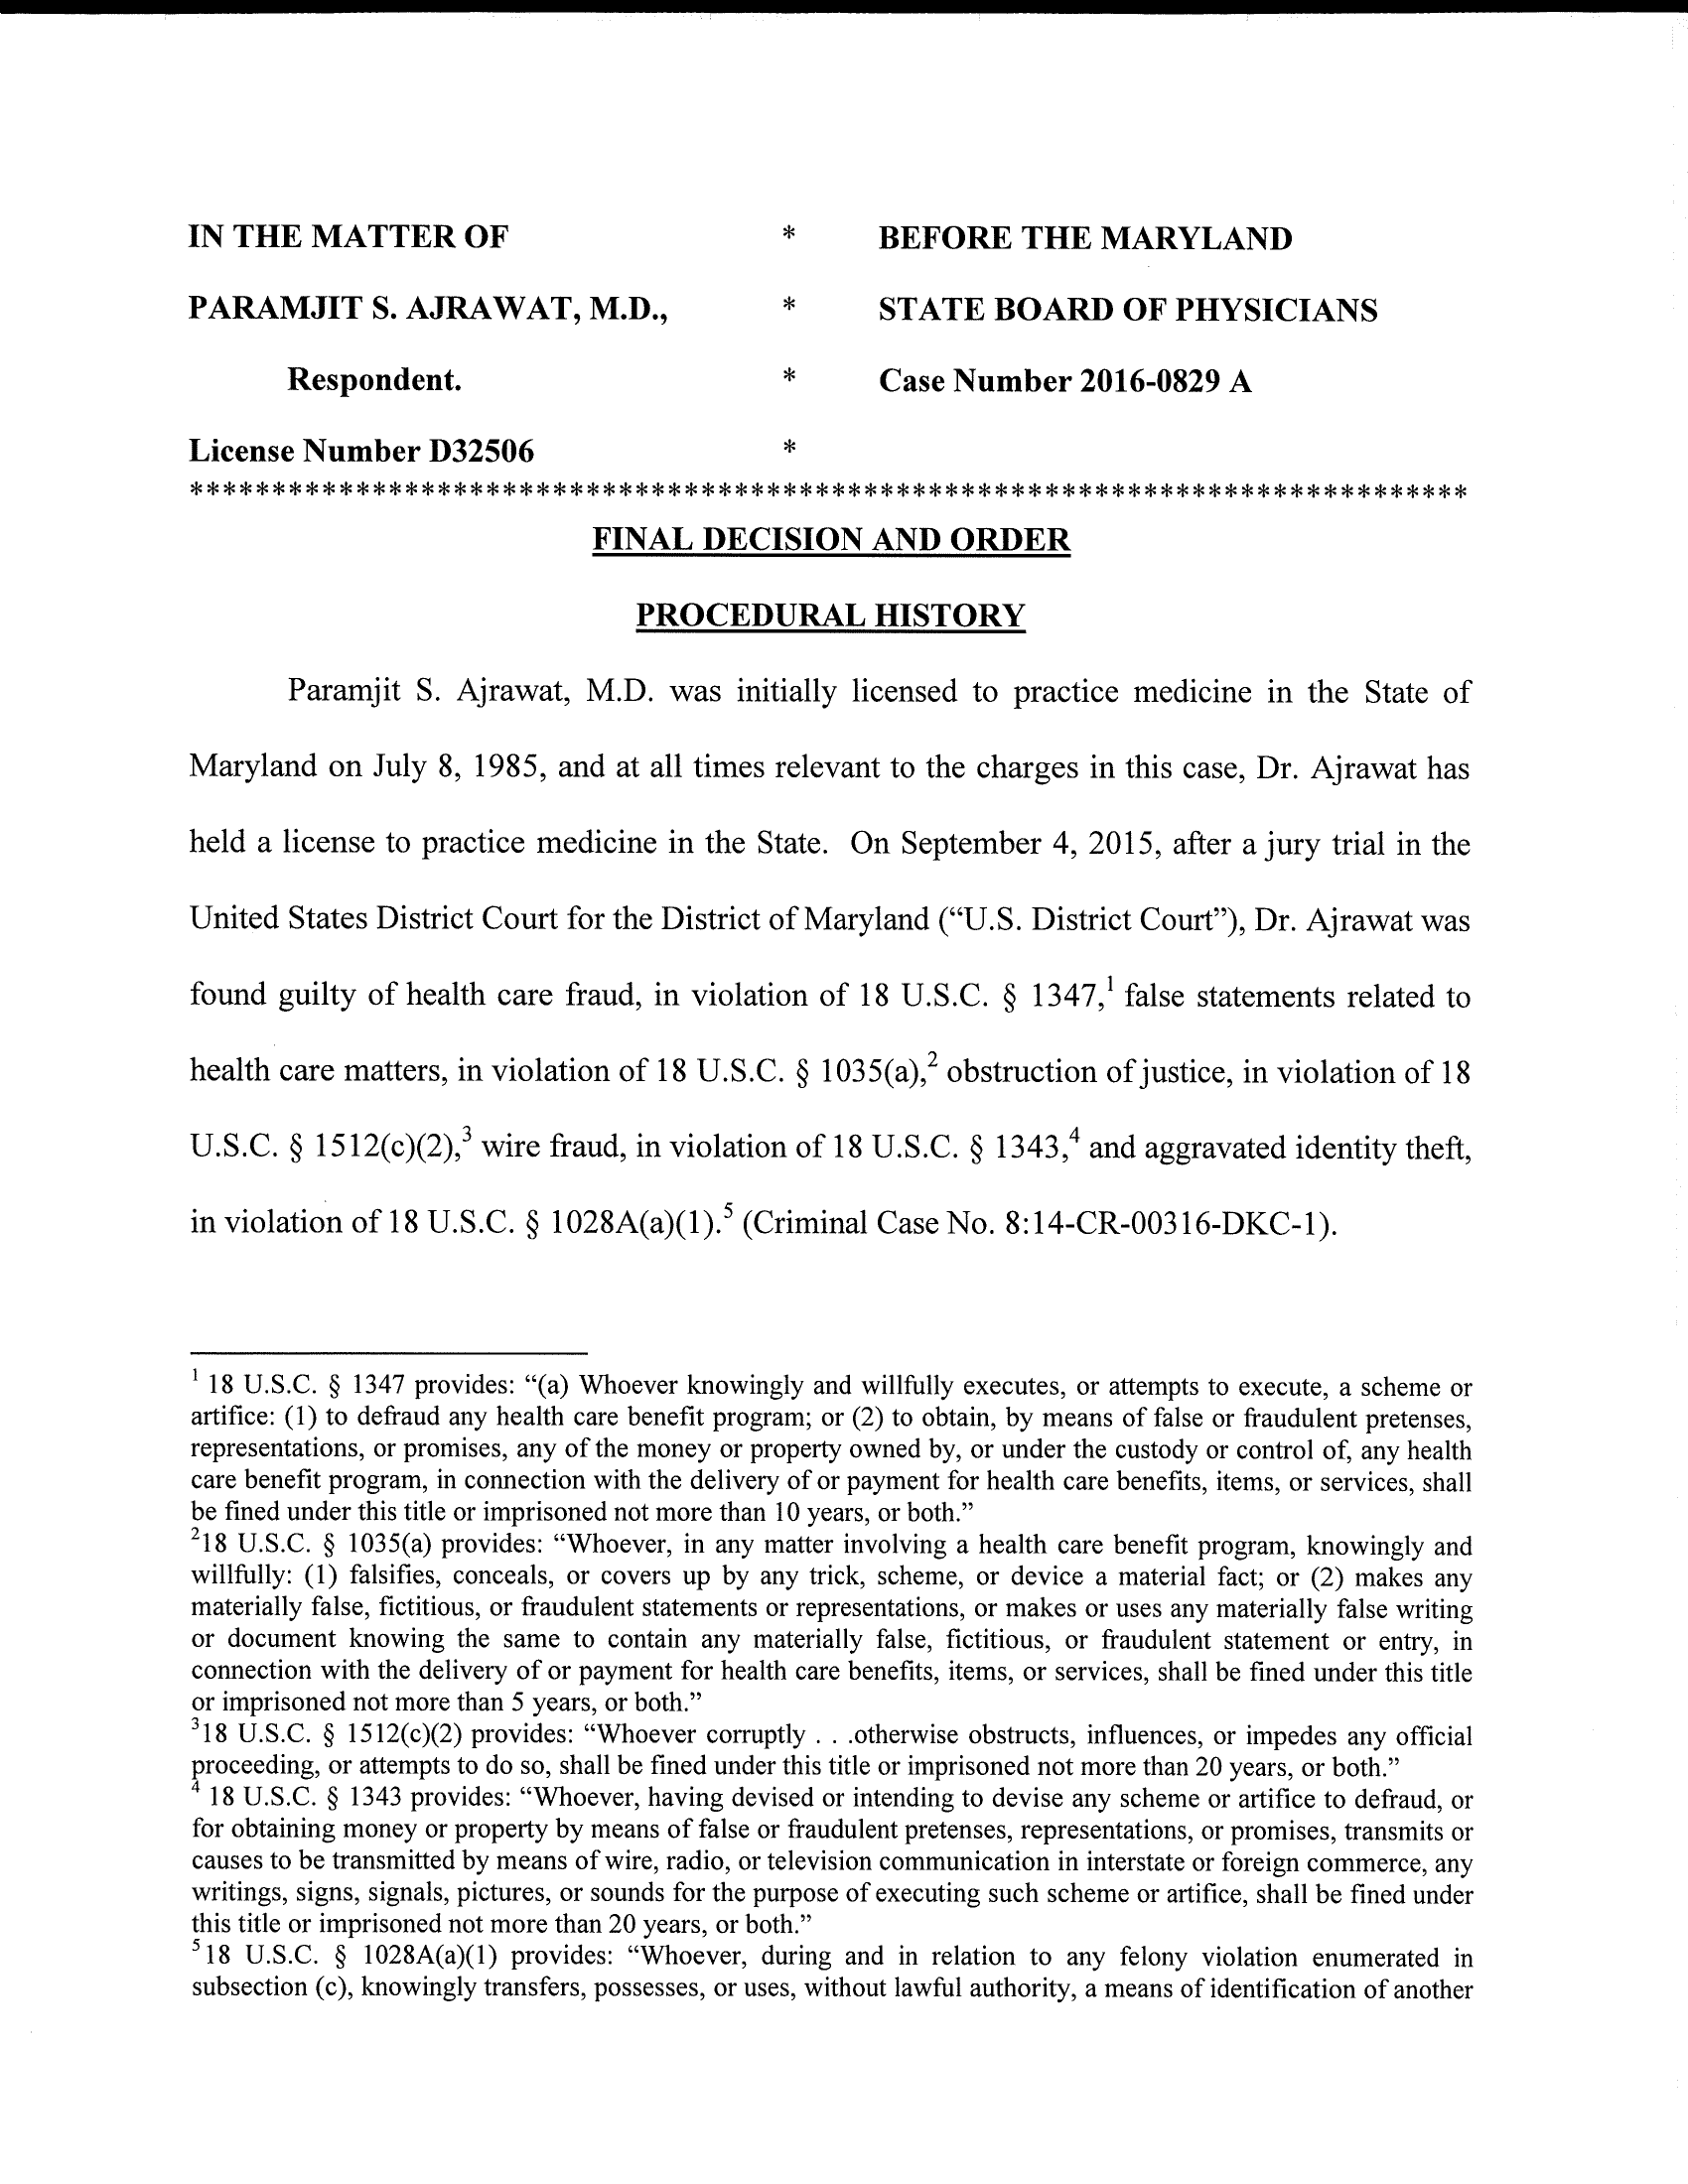 IN THE MATTER OF * BEFORE THE MARYLAND
PARAMJIT S. AJRAWAT, M.D., * STATE BOARD OF PHYSICIANS
Respondent. * Case Number 2016-0829 A
License Number D32506 *
******************************************************************************
FINAL DECISION AND ORDER
PROCEDURAL HISTORY
Paramjit S. Ajrawat, M.D. was initially licensed to practice medicine in the State of
Maryland on July 8, 1985, and at all times relevant to the charges in this case, Dr. Ajrawat has
held a license to practice medicine in the State. On September 4, 2015, after a jury trial in the
United States District Court for the District of Maryland (“U.S. District Court”), Dr. Ajrawat was
found guilty of health care fraud, in violation of 18 U.S.C. § 1347,¹ false statements related to
health care matters, in violation of 18 U.S.C. § 1035(a),² obstruction of justice, in violation of 18
U.S.C. § 1512(c)(2),³ wire fraud, in violation of 18 U.S.C. § 1343,⁴ and aggravated identity theft,
in violation of 18 U.S.C. § 1028A(a)(1).⁵ (Criminal Case No. 8:14-CR-00316-DKC-1).
¹ 18 U.S.C. § 1347 provides: “(a) Whoever knowingly and willfully executes, or attempts to execute, a scheme or
artifice: (1) to defraud any health care benefit program; or (2) to obtain, by means of false or fraudulent pretenses,
representations, or promises, any of the money or property owned by, or under the custody or control of, any health
care benefit program, in connection with the delivery of or payment for health care benefits, items, or services, shall
be fined under this title or imprisoned not more than 10 years, or both.”
²18 U.S.C. § 1035(a) provides: “Whoever, in any matter involving a health care benefit program, knowingly and
willfully: (1) falsifies, conceals, or covers up by any trick, scheme, or device a material fact; or (2) makes any
materially false, fictitious, or fraudulent statements or representations, or makes or uses any materially false writing
or document knowing the same to contain any materially false, fictitious, or fraudulent statement or entry, in
connection with the delivery of or payment for health care benefits, items, or services, shall be fined under this title
or imprisoned not more than 5 years, or both.”
³18 U.S.C. § 1512(c)(2) provides: “Whoever corruptly . . .otherwise obstructs, influences, or impedes any official
proceeding, or attempts to do so, shall be fined under this title or imprisoned not more than 20 years, or both.”
⁴ 18 U.S.C. § 1343 provides: “Whoever, having devised or intending to devise any scheme or artifice to defraud, or
for obtaining money or property by means of false or fraudulent pretenses, representations, or promises, transmits or
causes to be transmitted by means of wire, radio, or television communication in interstate or foreign commerce, any
writings, signs, signals, pictures, or sounds for the purpose of executing such scheme or artifice, shall be fined under
this title or imprisoned not more than 20 years, or both.”
⁵18 U.S.C. § 1028A(a)(1) provides: “Whoever, during and in relation to any felony violation enumerated in
subsection (c), knowingly transfers, possesses, or uses, without lawful authority, a means of identification of another